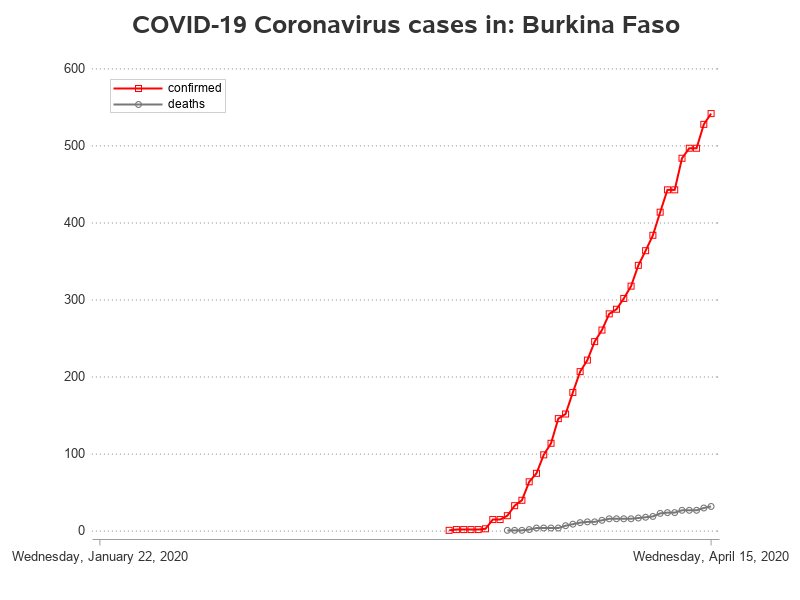 COVID-19 Coronavirus cases in: Burkina Faso
600
confirmed
deaths
500
400
300
200
100
0
Wednesday, January 22, 2020
Wednesday, April 15, 2020